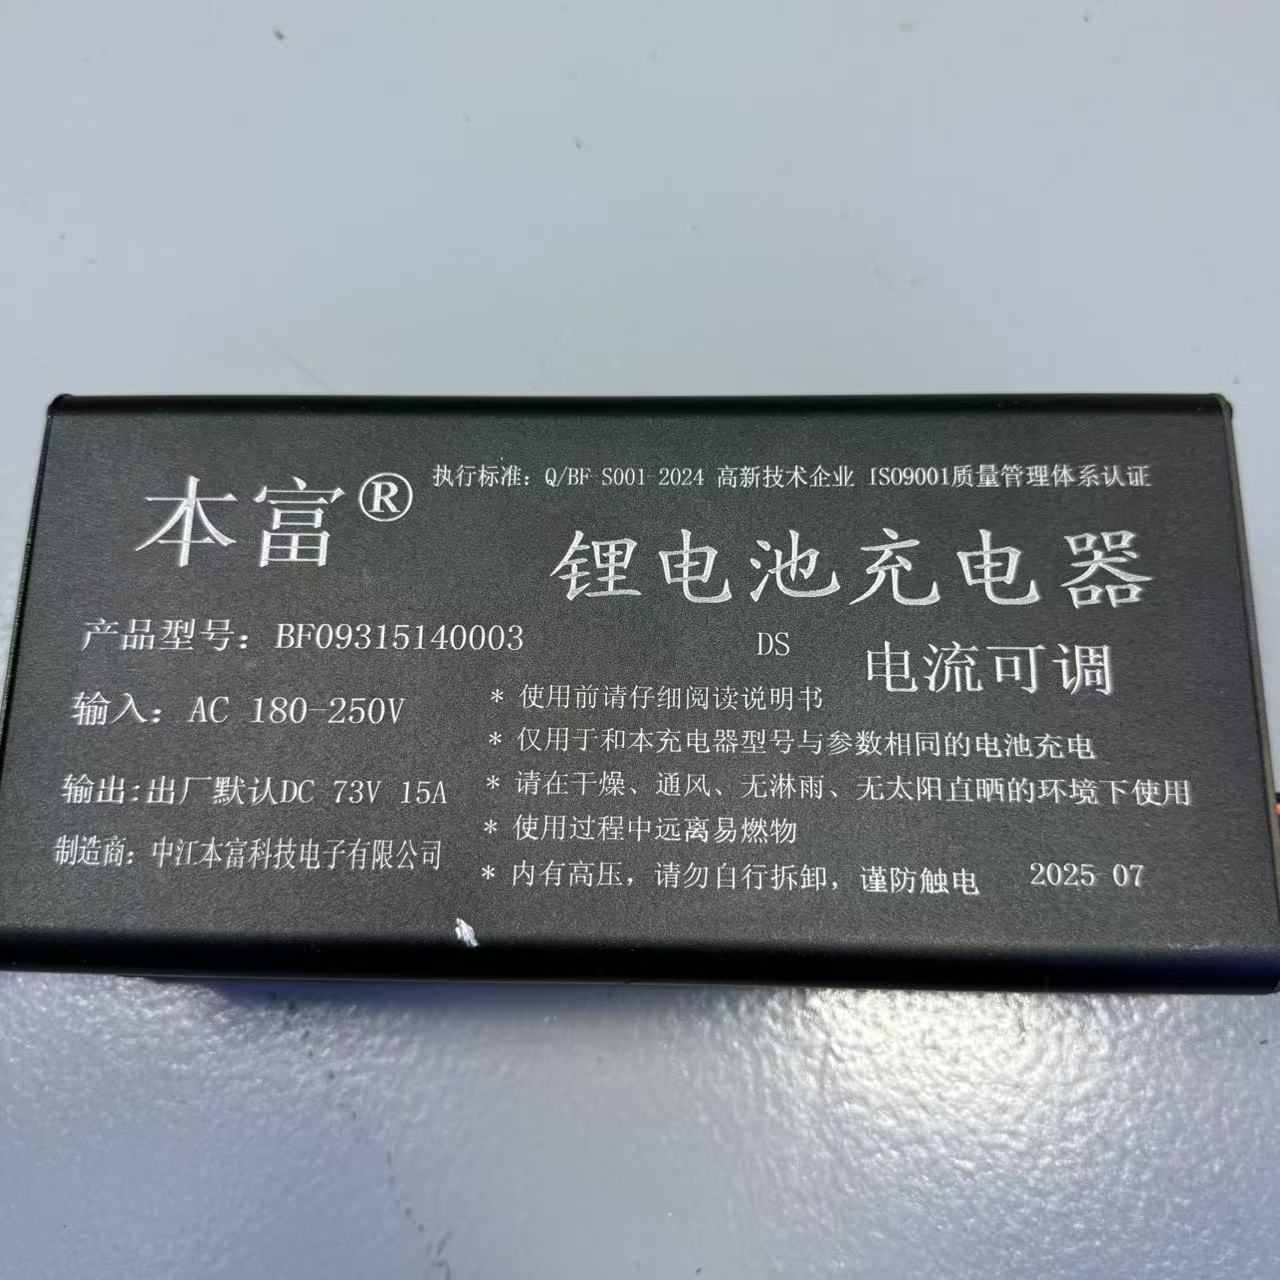 本富®
执行标准：Q/BF S001-2024 高新技术企业 ISO9001质量管理体系认证
锂电池充电器
DS
电流可调
产品型号：BF09315140003
输入：AC 180-250V
输出:出厂默认DC 73V 15A
制造商：中江本富科技电子有限公司
* 使用前请仔细阅读说明书
* 仅用于和本充电器型号与参数相同的电池充电
* 请在干燥、通风、无淋雨、无太阳直晒的环境下使用
* 使用过程中远离易燃物
* 内有高压，请勿自行拆卸，谨防触电
2025 07